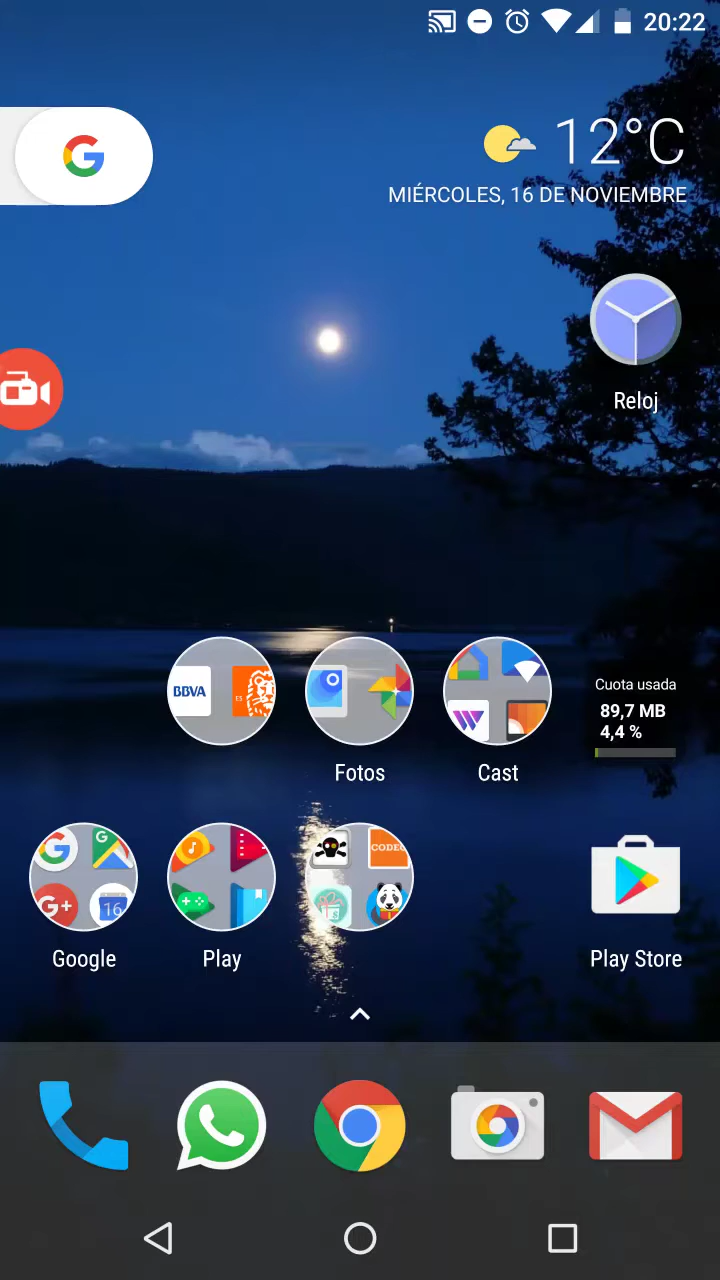 20:22
G
12°C
MIÉRCOLES, 16 DE NOVIEMBRE
Reloj
BBVA
ES
Cuota usada
89,7 MB
4,4 %
Fotos
Cast
G
G
G+
16
CODE
Google
Play
Play Store